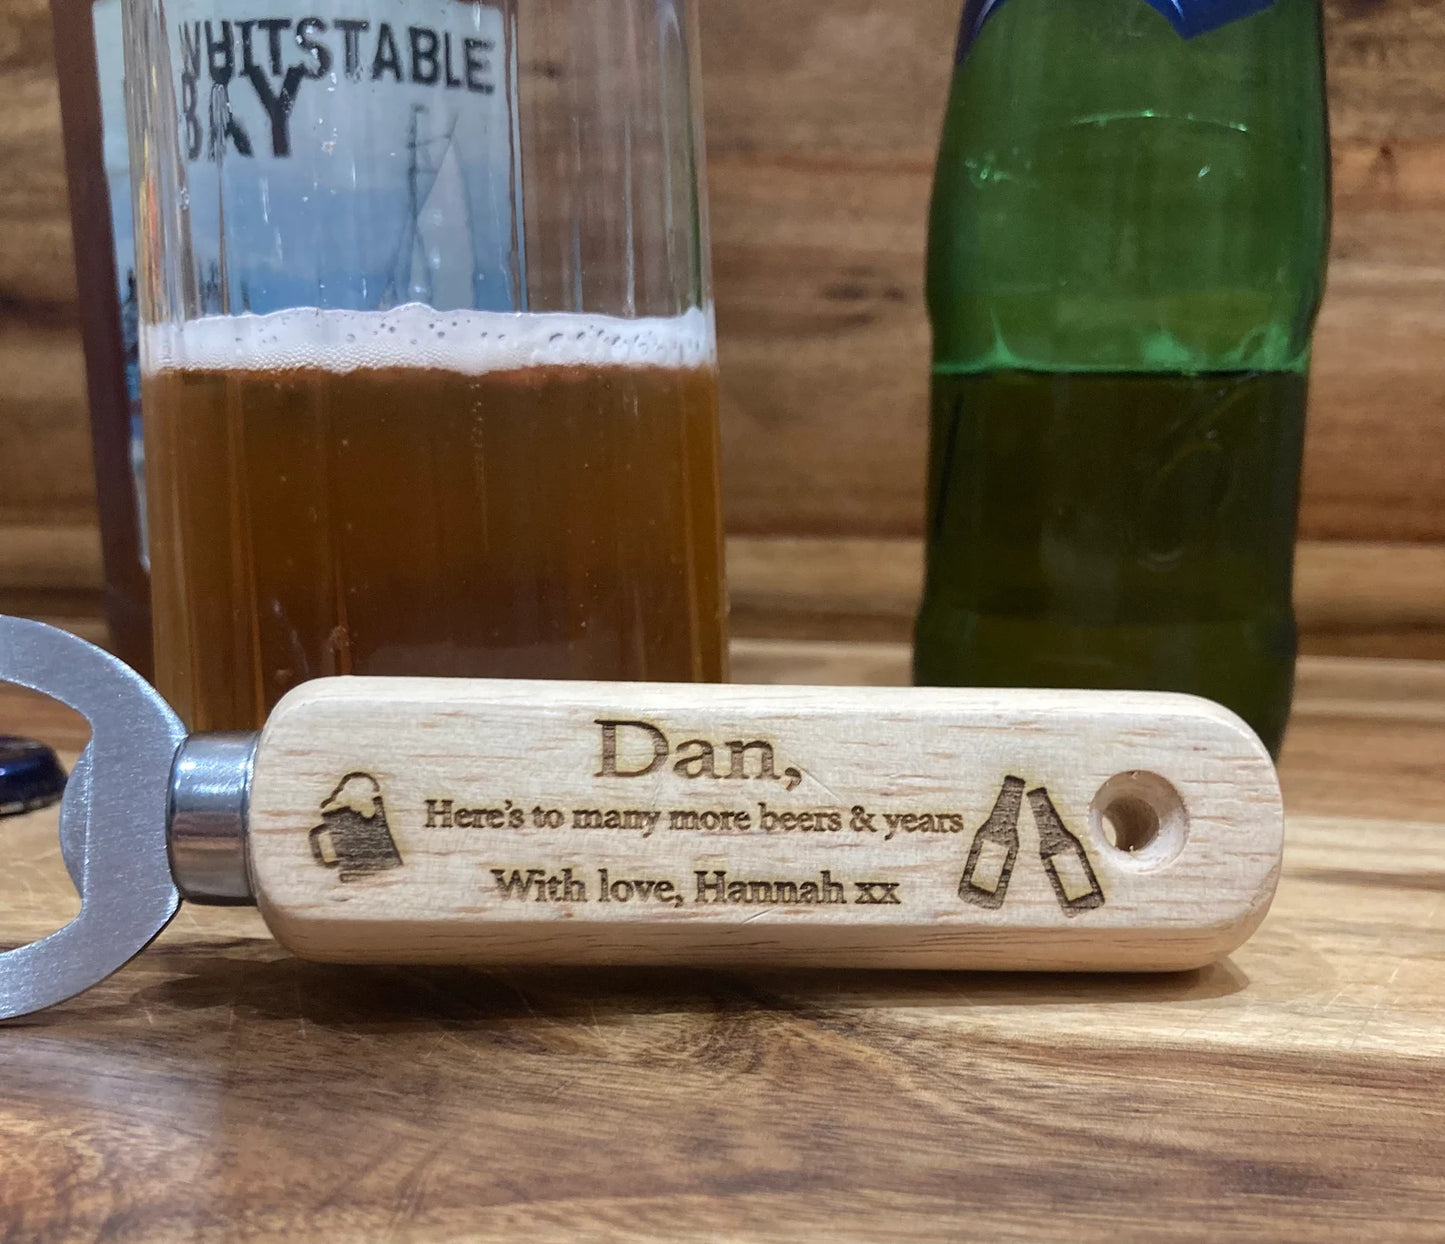 WHITSTABLE
BAY
Dan,
Here's to many more beers & years
With love, Hannah xx